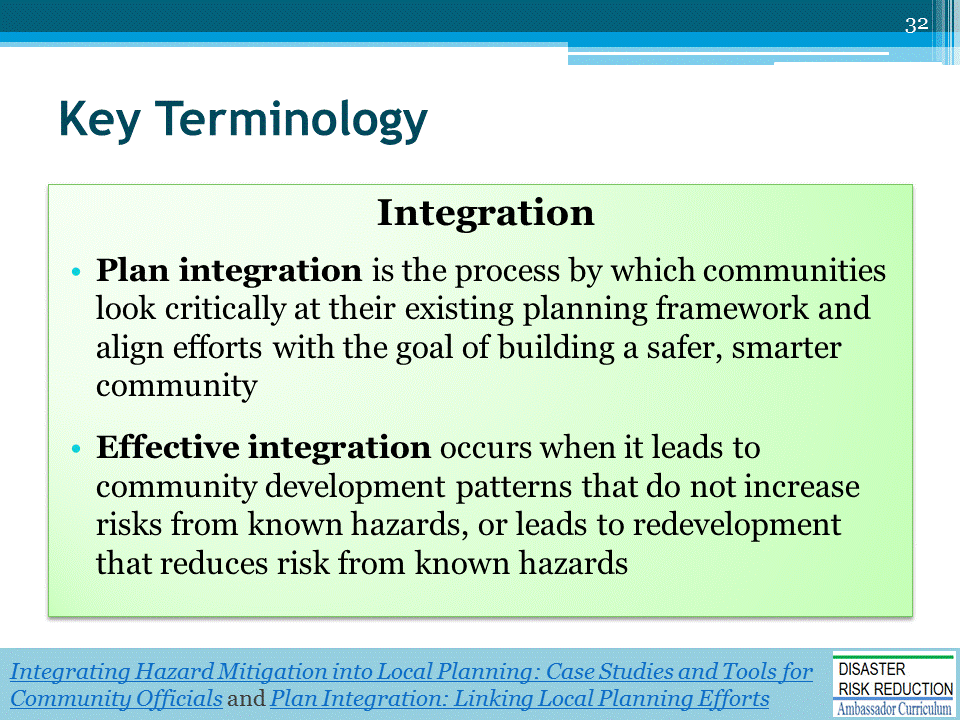 32
Key Terminology
Integration
• Plan integration is the process by which communities
look critically at their existing planning framework and
align efforts with the goal of building a safer, smarter
community
• Effective integration occurs when it leads to
community development patterns that do not increase
risks from known hazards, or leads to redevelopment
that reduces risk from known hazards
Integrating Hazard Mitigation into Local Planning: Case Studies and Tools for
Community Officials and Plan Integration: Linking Local Planning Efforts
DISASTER
RISK REDUCTION
Ambassador Curriculum